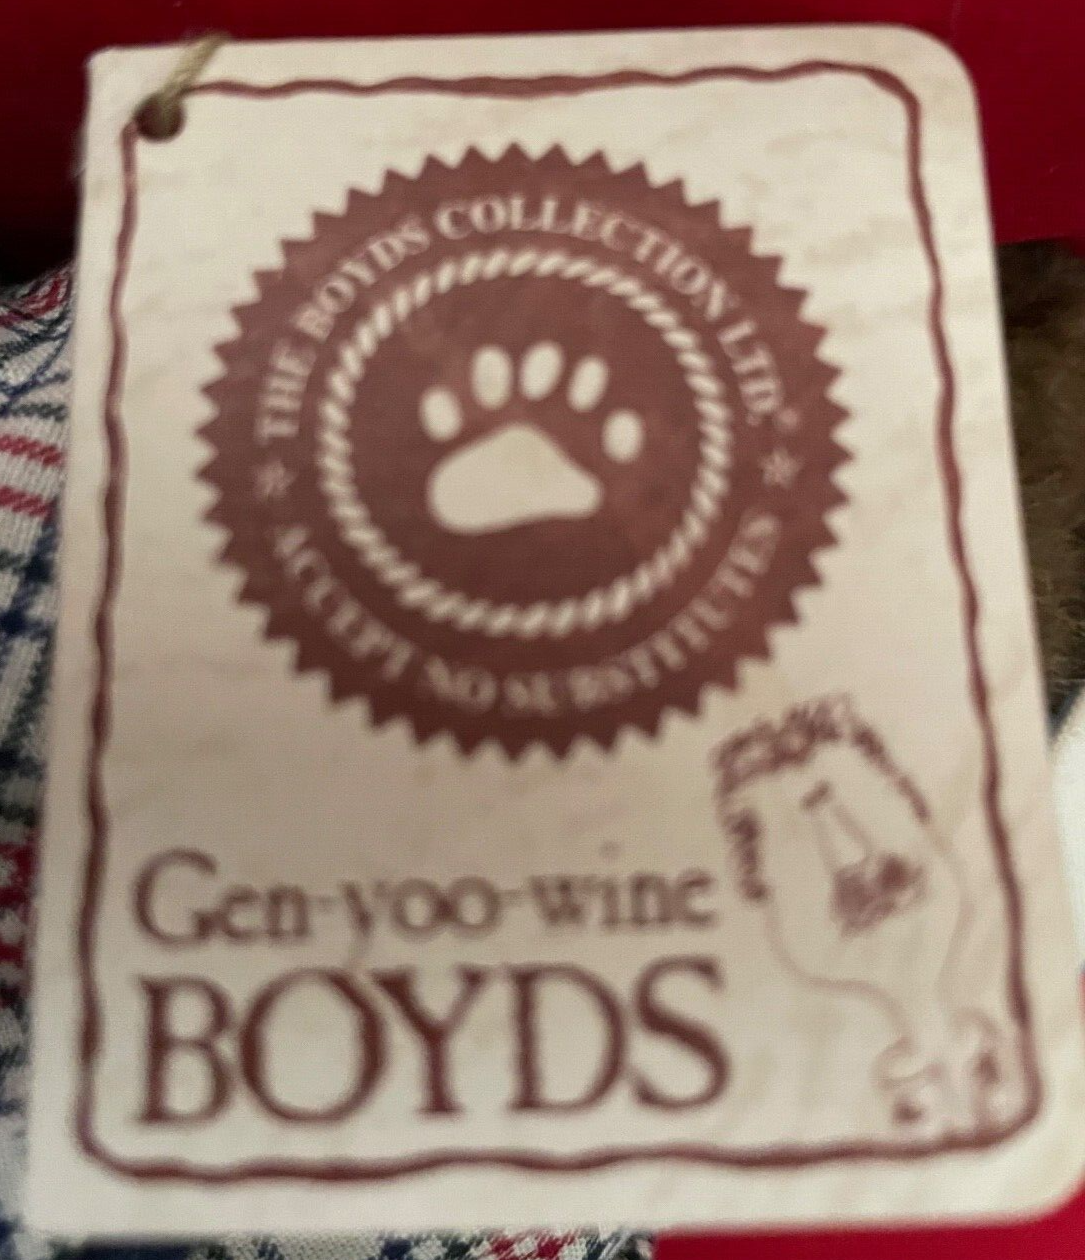 THE BOYDS COLLECTION LTD.®
ACCEPT NO SUBSTITUTES
Gen-yoo-wine
BOYDS